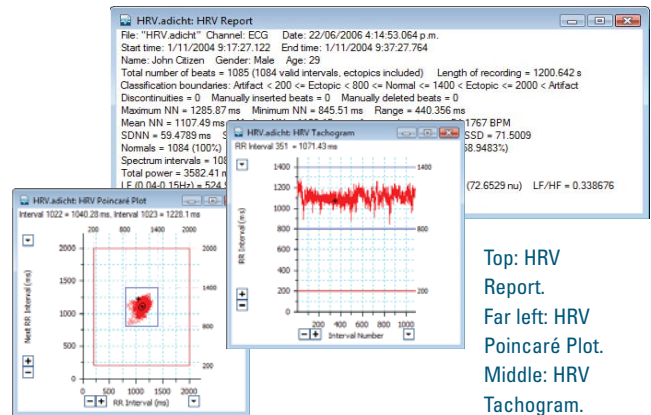 HRV.adicht: HRV Report
File: "HRV.adicht" Channel: ECG Date: 22/06/2006 4:14:53.064 p.m.
Start time: 1/11/2004 9:17:27.122 End time: 1/11/2004 9:37:27.764
Name: John Citizen Gender: Male Age: 29
Total number of beats = 1085 (1084 valid intervals, ectopics included) Length of recording = 1200.642 s
Classification boundaries: Artifact < 200 <= Ectopic < 800 <= Normal <= 1400 < Ectopic <= 2000 < Artifact
Discontinuities = 0 Manually inserted beats = 0 Manually deleted beats = 0
Maximum NN = 1285.87 ms Minimum NN = 845.51 ms Range = 440.356 ms
Mean NN = 1107.49 ms
1767 BPM
SDNN = 59.4789 ms
SSD = 71.5009
Normals = 1084 (100%)
58.9483%)
Spectrum intervals = 108
Total power = 3582.41 m
LF (0.04-0.15Hz) = 524.9
(72.6529 nu) LF/HF = 0.338676
HRV.adicht: HRV Tachogram
RR Interval 351 = 1071.43 ms
1400
1200
1000
800
600
400
200
0
1400
800
200
RR Interval (ms)
200 400 600 800 1000
Interval Number
HRV.adicht: HRV Poincaré Plot
Interval 1022 = 1040.28 ms, Interval 1023 = 1228.1 ms
200 800 1400 2000
2000
1500
1000
500
0
2000
1400
800
200
Next RR Interval (ms)
0 500 1000 1500 2000
RR Interval (ms)
Top: HRV
Report.
Far left: HRV
Poincaré Plot.
Middle: HRV
Tachogram.